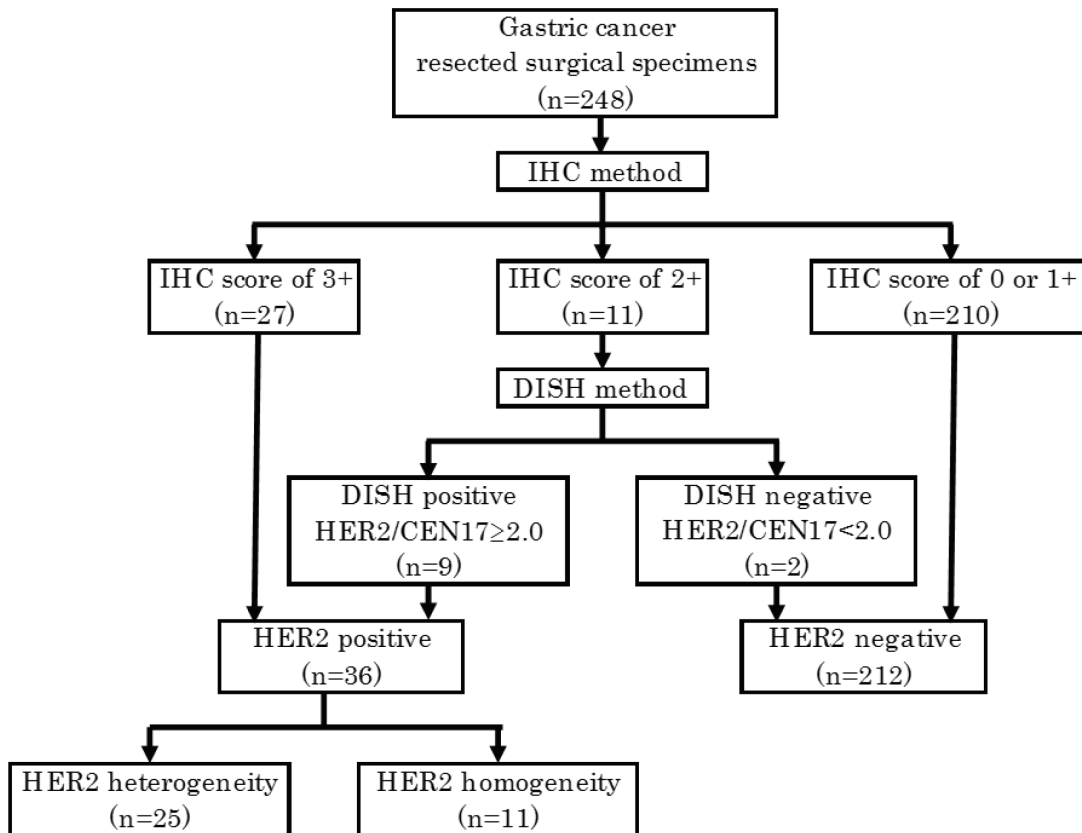 Gastric cancer
resected surgical specimens
(n=248)
IHC method
IHC score of 3+
(n=27)
IHC score of 2+
(n=11)
IHC score of 0 or 1+
(n=210)
DISH method
DISH positive
HER2/CEN17≥2.0
(n=9)
DISH negative
HER2/CEN17<2.0
(n=2)
HER2 positive
(n=36)
HER2 negative
(n=212)
HER2 heterogeneity
(n=25)
HER2 homogeneity
(n=11)